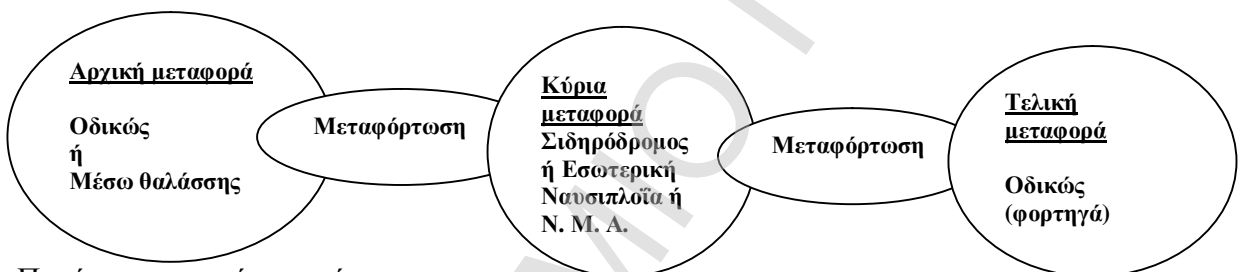 Αρχική μεταφορά
Οδικώς
ή
Μέσω θαλάσσης
Μεταφόρτωση
Κύρια
μεταφορά
Σιδηρόδρομος
ή Εσωτερική
Ναυσιπλοΐα ή
Ν. Μ. Α.
Μεταφόρτωση
Τελική
μεταφορά
Οδικώς
(φορτηγά)